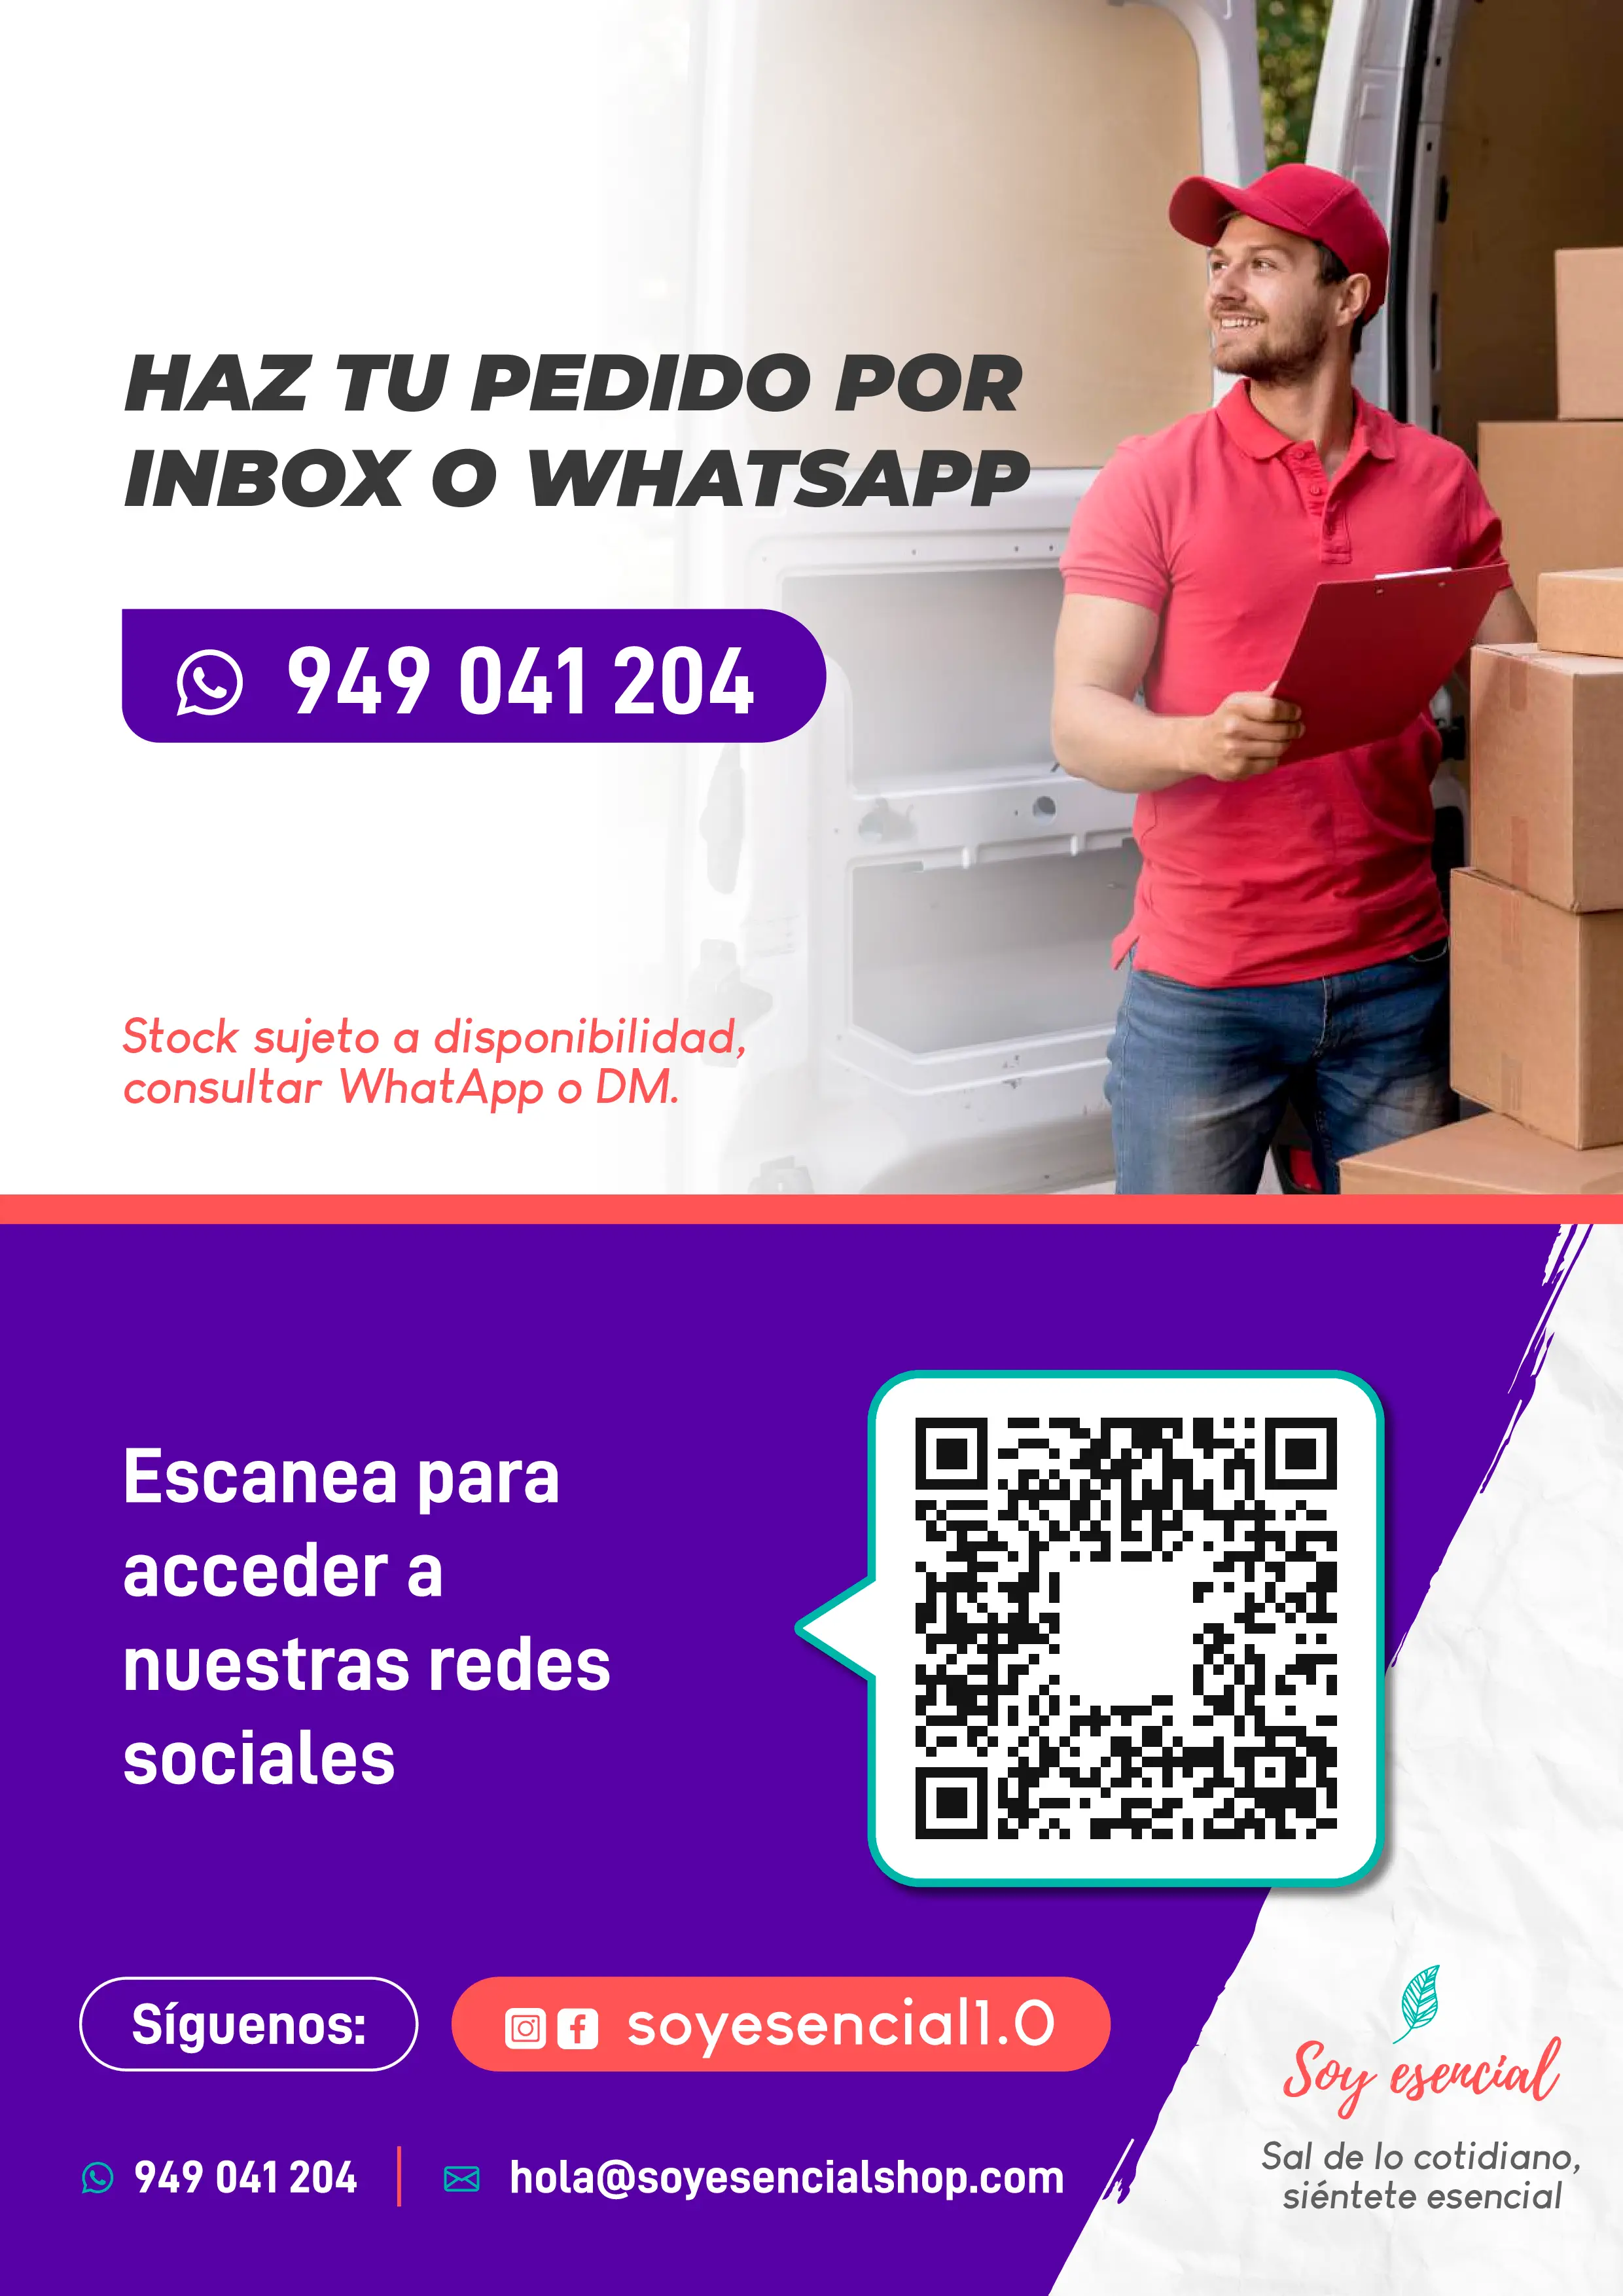 HAZ TU PEDIDO POR
INBOX O WHATSAPP
949 041 204
Stock sujeto a disponibilidad,
consultar WhatApp o DM.
Escanea para
acceder a
nuestras redes
sociales
Síguenos:
soyesencial1.0
949 041 204
hola@soyesencialshop.com
Soy esencial
Sal de lo cotidiano,
siéntete esencial